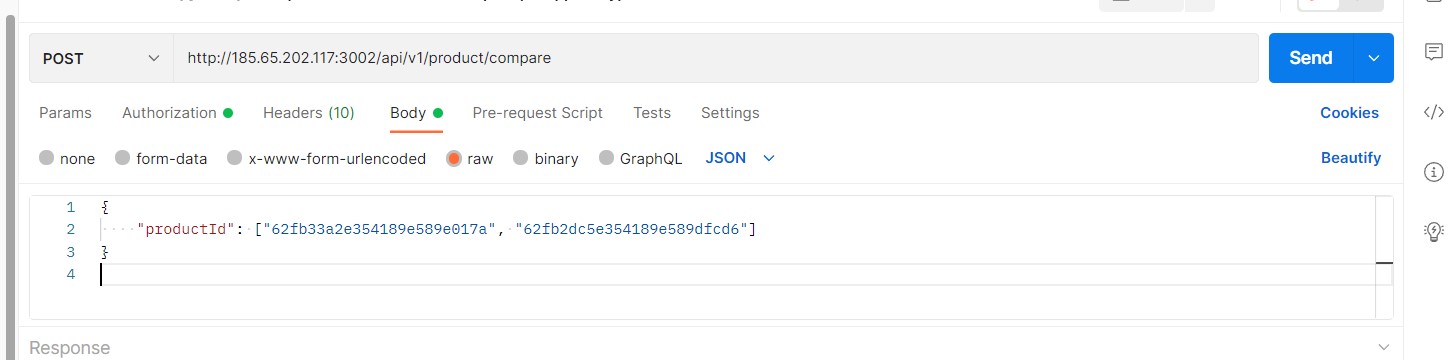 POST http://185.65.202.117:3002/api/v1/product/compare Send
Params Authorization Headers (10) Body Pre-request Script Tests Settings Cookies
none form-data x-www-form-urlencoded raw binary GraphQL JSON Beautify
1 {
2 "productId": ["62fb33a2e354189e589e017a", "62fb2dc5e354189e589dfcd6"]
3 }
4
Response